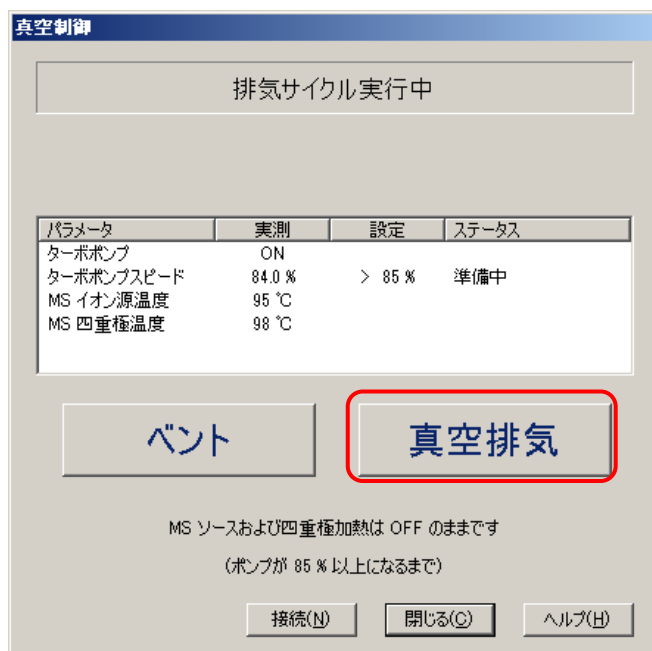 真空制御
排気サイクル実行中
パラメータ 実測 設定 ステータス
ターボポンプ ON
ターボポンプスピード 84.0 % > 85 % 準備中
MS イオン源温度 95 ℃
MS 四重極温度 98 ℃
ベント 真空排気
MS ソースおよび四重極加熱は OFF のままです
(ポンプが 85 % 以上になるまで)
接続(N) 閉じる(C) ヘルプ(H)